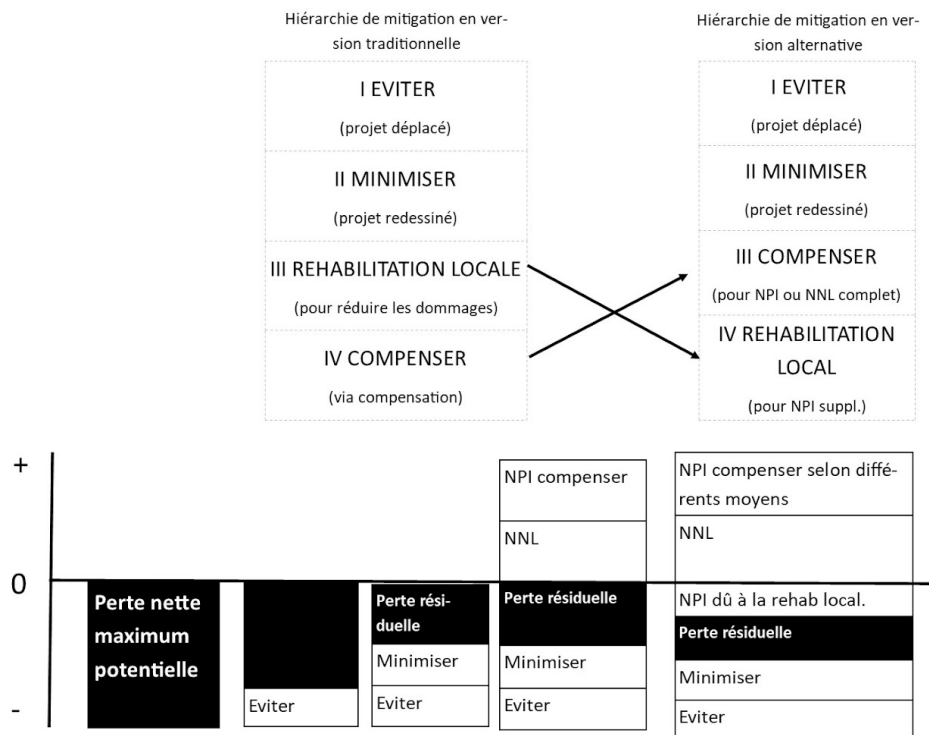 Hiérarchie de mitigation en ver-
sion traditionnelle
I EVITER
(projet déplacé)
II MINIMISER
(projet redessiné)
III REHABILITATION LOCALE
(pour réduire les dommages)
IV COMPENSER
(via compensation)
Hiérarchie de mitigation en ver-
sion alternative
I EVITER
(projet déplacé)
II MINIMISER
(projet redessiné)
III COMPENSER
(pour NPI ou NNL complet)
IV REHABILITATION
LOCAL
(pour NPI suppl.)
+
0
-
Perte nette
maximum
potentielle
Eviter
Perte rési-
duelle
Minimiser
Eviter
NPI compenser
NNL
Perte résiduelle
Minimiser
Eviter
NPI compenser selon diffé-
rents moyens
NNL
NPI dû à la rehab local.
Perte résiduelle
Minimiser
Eviter